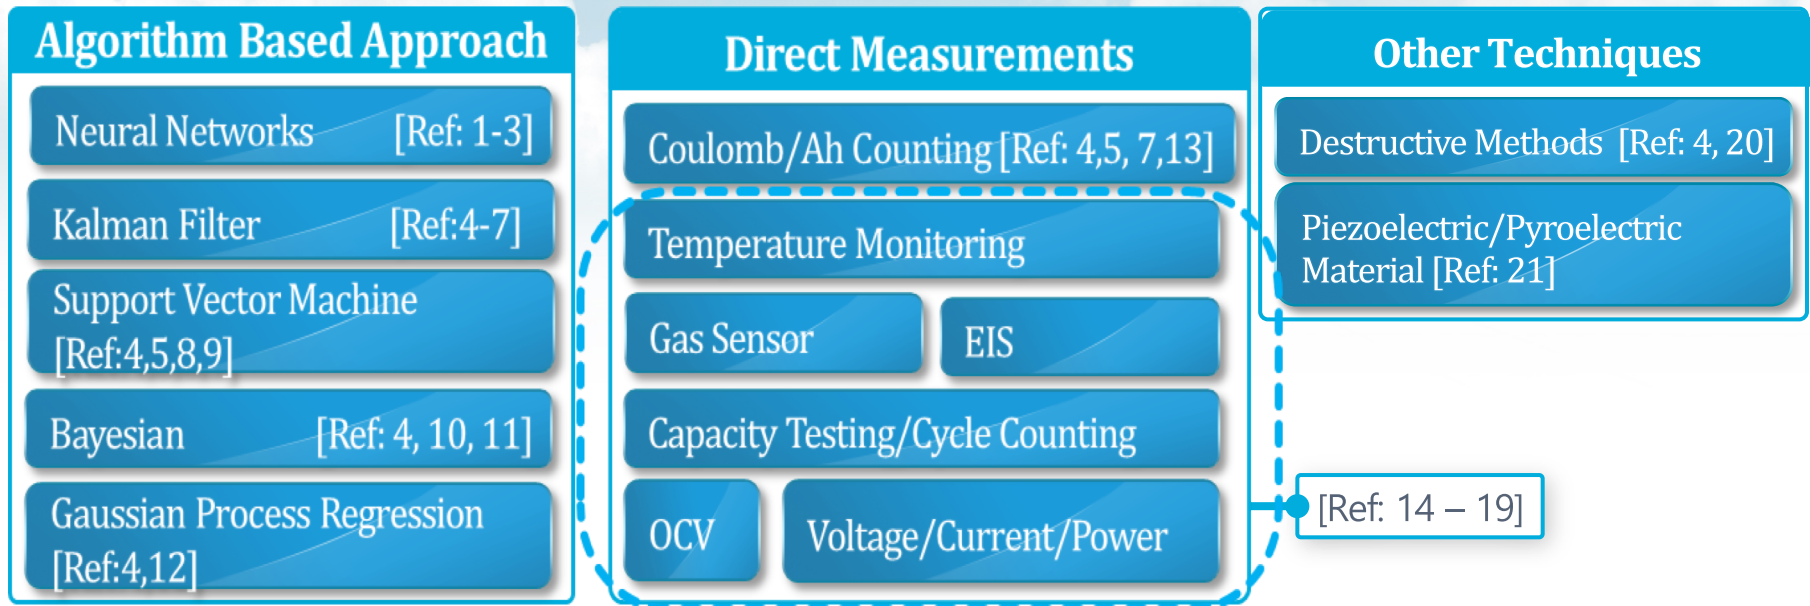 Algorithm Based Approach
Neural Networks [Ref: 1-3]
Kalman Filter [Ref:4-7]
Support Vector Machine
[Ref:4,5,8,9]
Bayesian [Ref: 4, 10, 11]
Gaussian Process Regression
[Ref:4,12]
Direct Measurements
Coulomb/Ah Counting [Ref: 4,5, 7,13]
Temperature Monitoring
Gas Sensor
EIS
Capacity Testing/Cycle Counting
OCV
Voltage/Current/Power
[Ref: 14 – 19]
Other Techniques
Destructive Methods [Ref: 4, 20]
Piezoelectric/Pyroelectric
Material [Ref: 21]